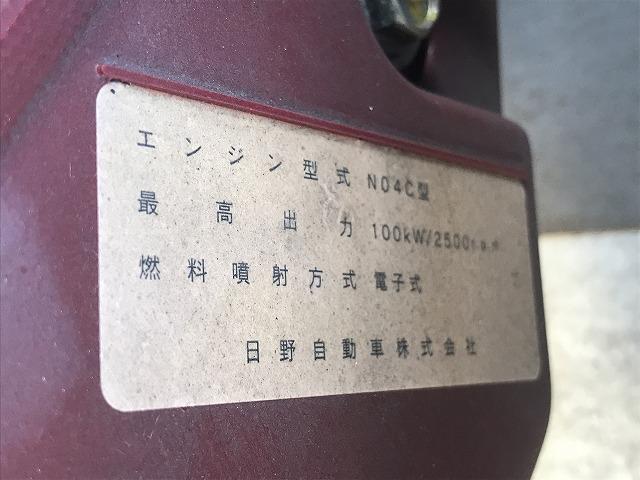 エンジン型式 N04C型
最高出力 100kW/2500r.p.m
燃料噴射方式 電子式
日野自動車株式会社